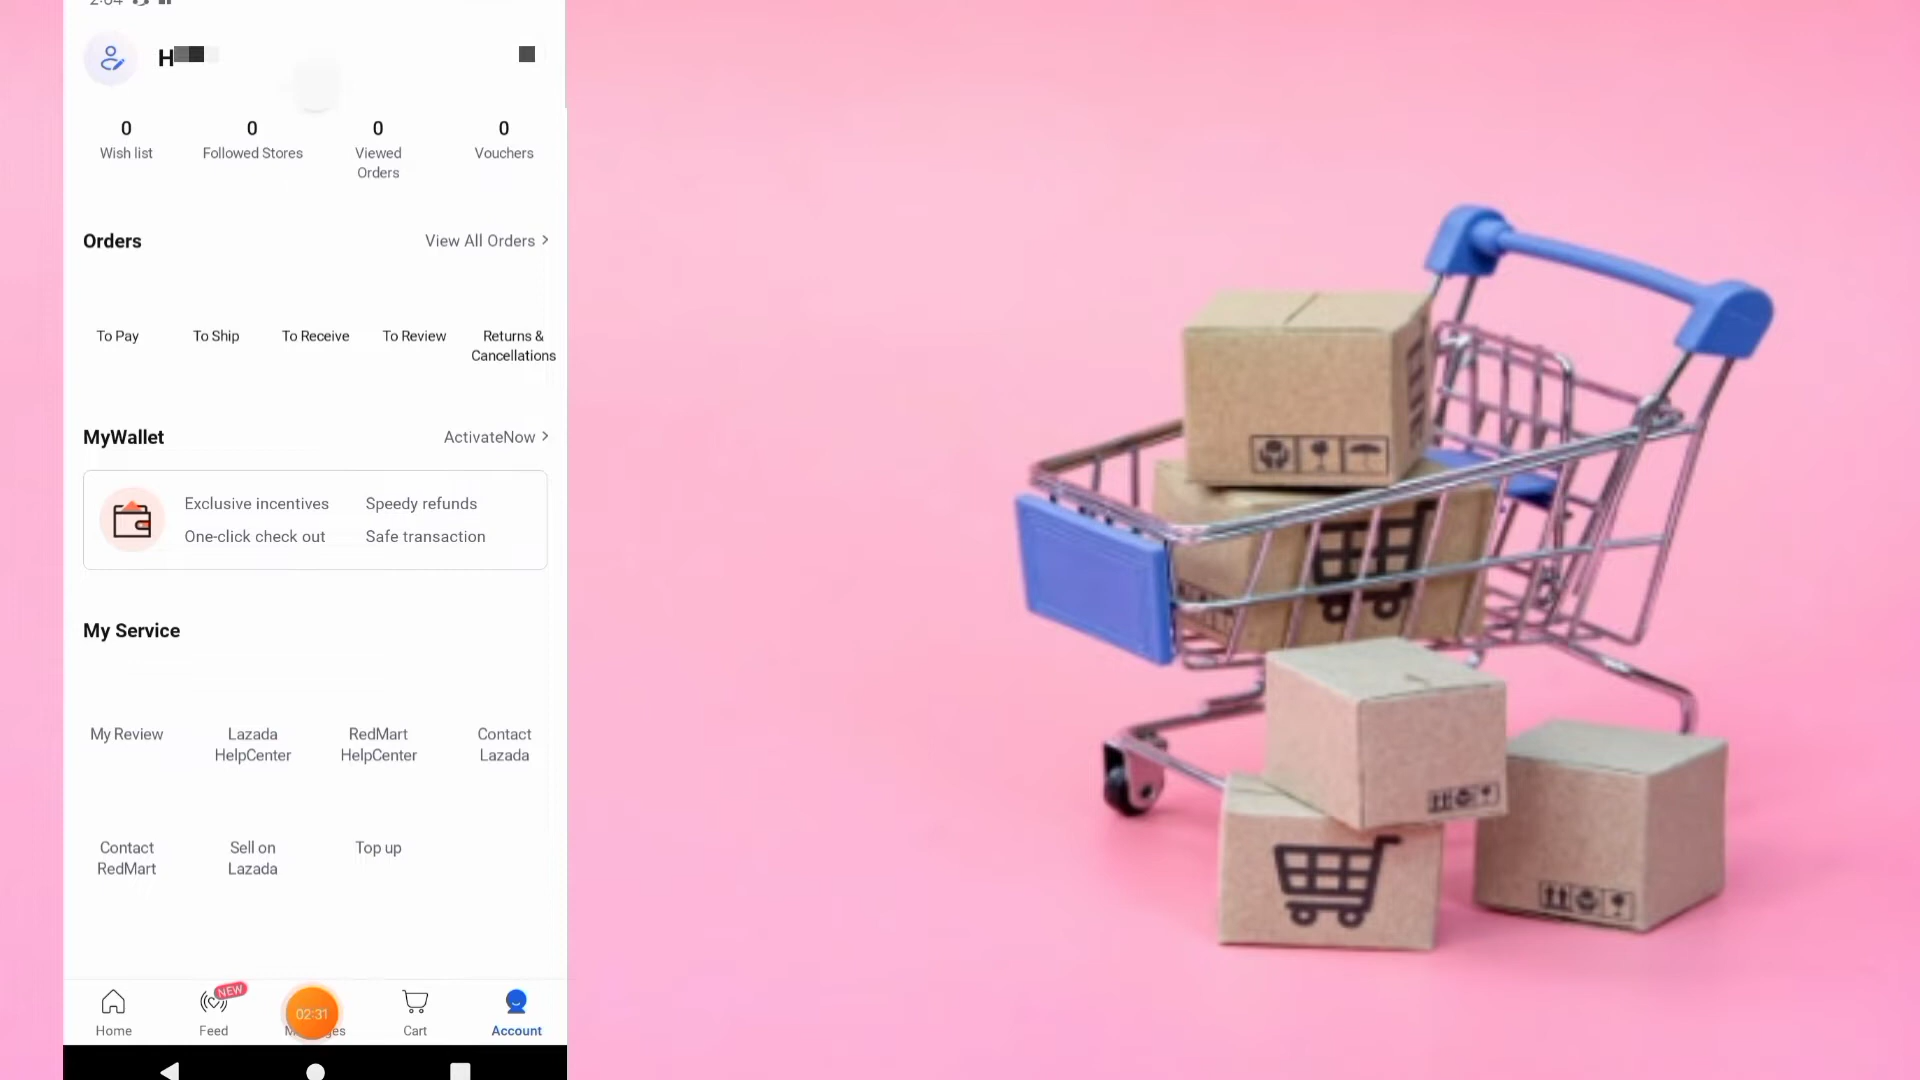 H
0
0
0
0
Wish list
Followed Stores
Viewed
Orders
Vouchers
Orders
View All Orders
To Pay
To Ship
To Receive
To Review
Returns &
Cancellations
MyWallet
ActivateNow
Exclusive incentives
Speedy refunds
One-click check out
Safe transaction
My Service
My Review
Lazada
HelpCenter
RedMart
HelpCenter
Contact
Lazada
Contact
RedMart
Sell on
Lazada
Top up
NEW
02:31
Home
Feed
Cart
Account